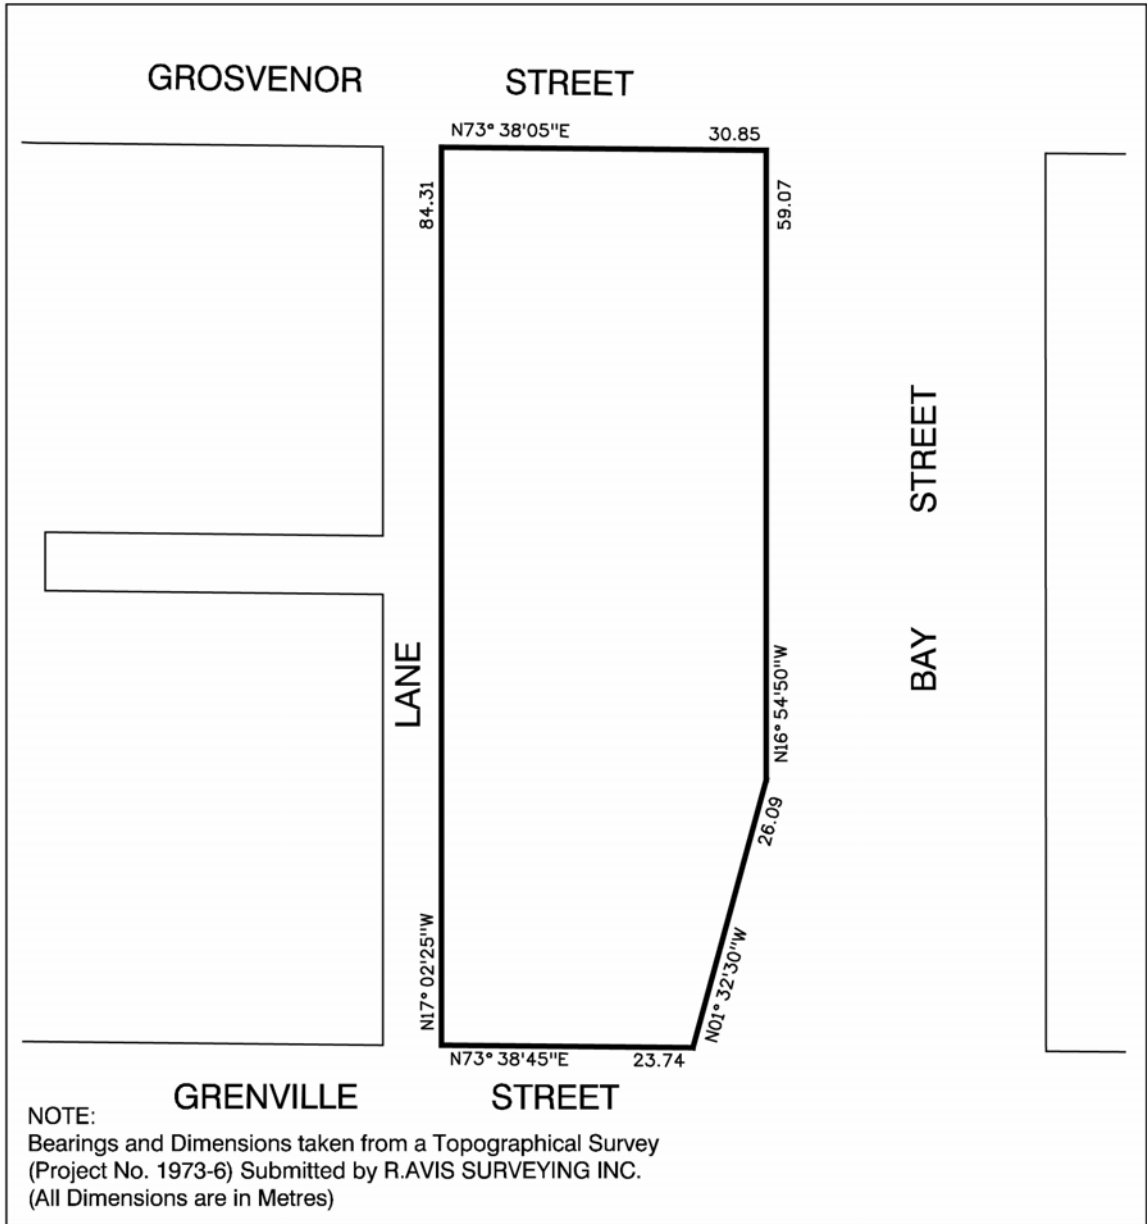 GROSVENOR STREET
N73° 38'05"E 30.85
84.31
59.07
STREET
BAY
N16° 54'50"W
LANE
26.09
N17° 02'25"W
N01° 32'30"W
N73° 38'45"E 23.74
GRENVILLE STREET
NOTE:
Bearings and Dimensions taken from a Topographical Survey
(Project No. 1973-6) Submitted by R.AVIS SURVEYING INC.
(All Dimensions are in Metres)